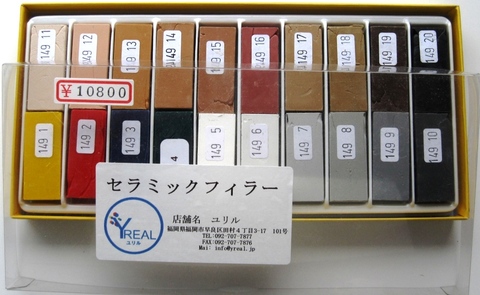 149 11
149 12
149 13
149 14
149 15
149 16
149 17
149 18
149 19
149 20
¥10800
149 1
149 2
149 3
4
149 5
149 6
149 7
149 8
149 9
149 10
セラミックフィラー
YREAL
ユリル
店舗名 ユリル
福岡県福岡市早良区田村4丁目3-17 101号
TEL:092-707-7877
FAX:092-707-7876
Mail info@yreal.jp